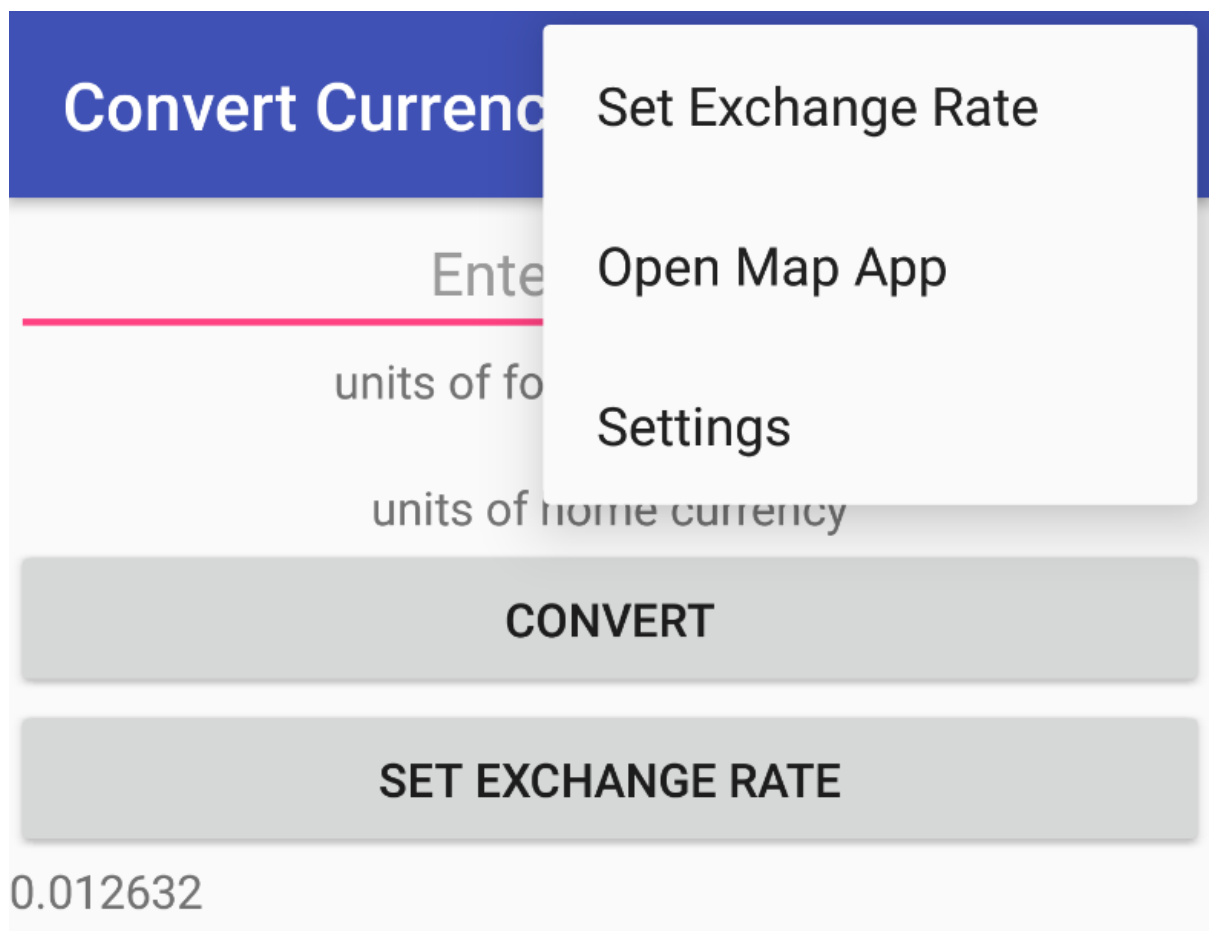 Convert Currenc
Set Exchange Rate
Open Map App
Settings
Ente
units of fo
units of home currency
CONVERT
SET EXCHANGE RATE
0.012632